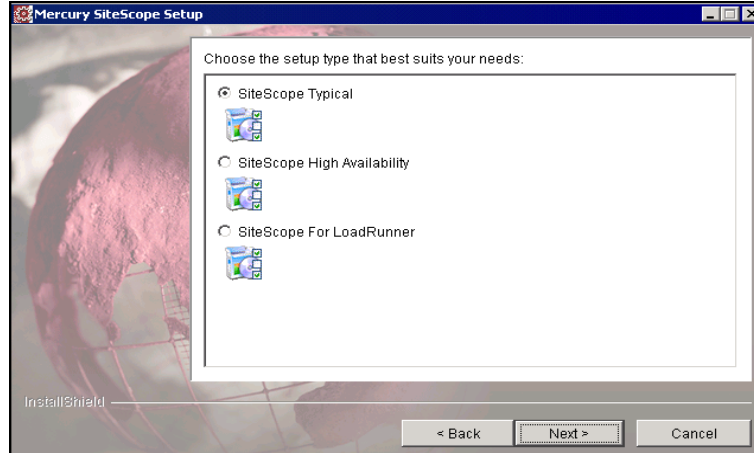 Mercury SiteScope Setup
Choose the setup type that best suits your needs:
SiteScope Typical
SiteScope High Availability
SiteScope For LoadRunner
InstallShield
< Back
Next >
Cancel